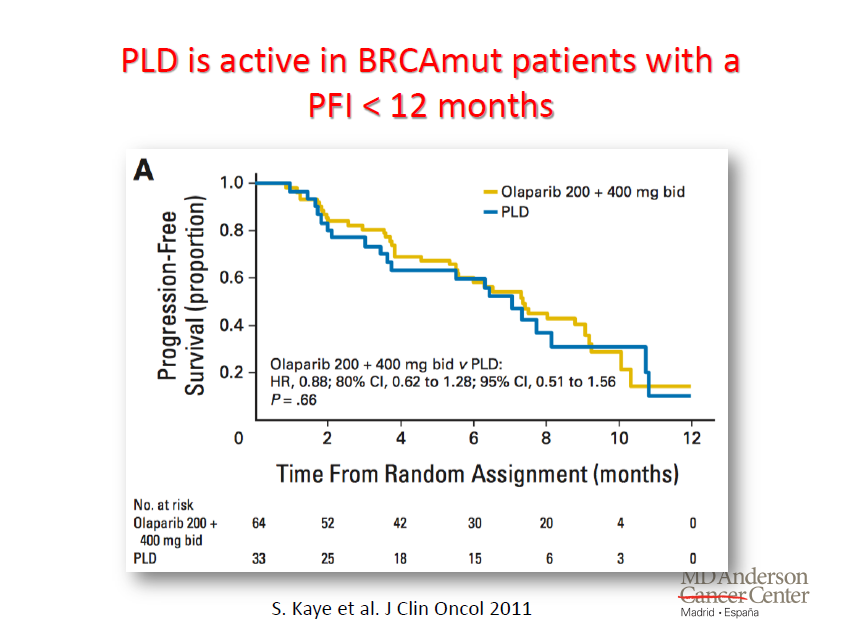 PLD is active in BRCAmut patients with a
PFI < 12 months
A
1.0
0.8
0.6
0.4
0.2
Progression-Free
Survival (proportion)
Olaparib 200 + 400 mg bid
PLD
Olaparib 200 + 400 mg bid v PLD:
HR, 0.88; 80% CI, 0.62 to 1.28; 95% CI, 0.51 to 1.56
P = .66
0 2 4 6 8 10 12
Time From Random Assignment (months)
No. at risk
Olaparib 200 + 64 52 42 30 20 4 0
400 mg bid
PLD 33 25 18 15 6 3 0
MD Anderson
Cancer Center
Madrid • España
S. Kaye et al. J Clin Oncol 2011